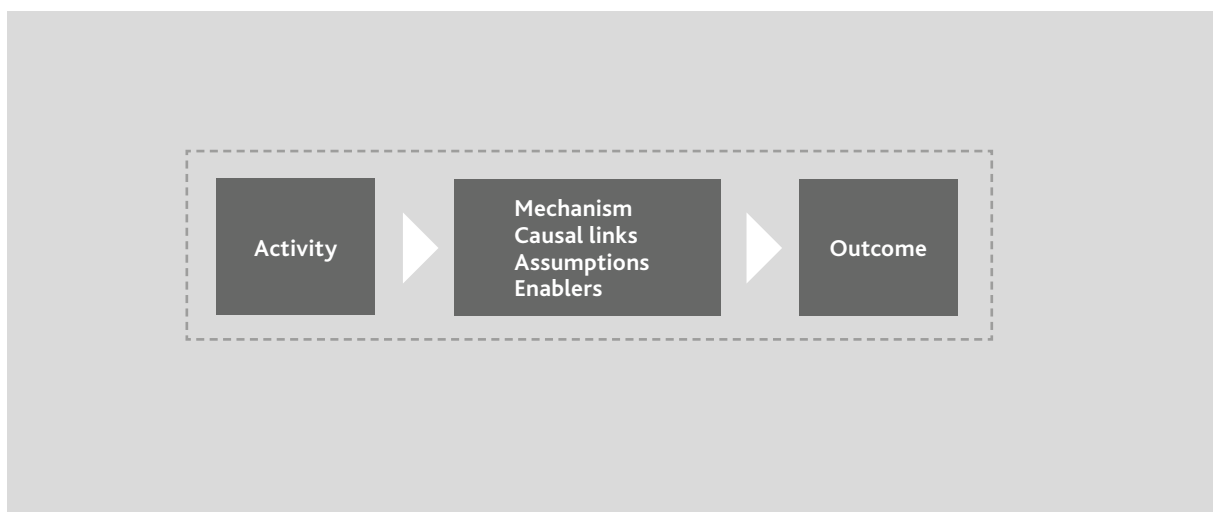 Activity
Mechanism
Causal links
Assumptions
Enablers
Outcome